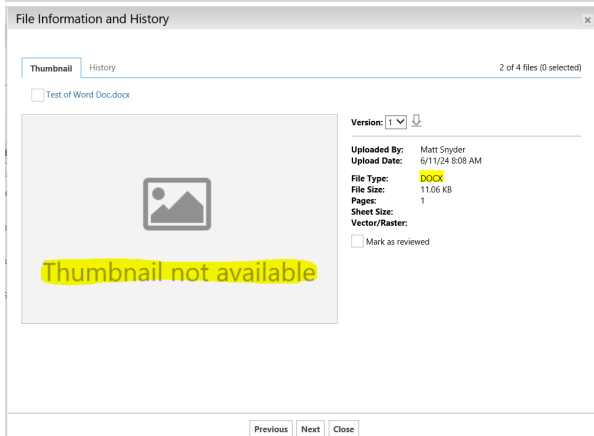 File Information and History
x
Thumbnail
History
2 of 4 files (0 selected)
Test of Word Doc.docx
Version: 1
Uploaded By: Matt Snyder
Upload Date: 6/11/24 8:08 AM
File Type: DOCX
File Size: 11.06 KB
Pages: 1
Sheet Size:
Vector/Raster:
Mark as reviewed
Thumbnail not available
Previous Next Close